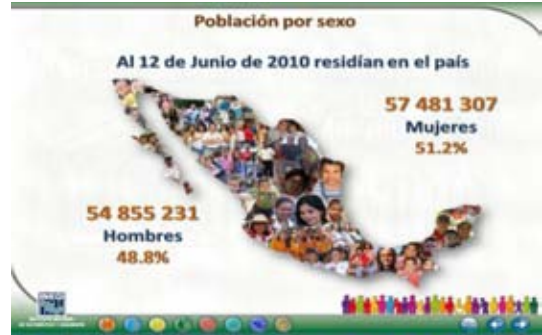 Población por sexo
Al 12 de Junio de 2010 residían en el país
57 481 307
Mujeres
51.2%
54 855 231
Hombres
48.8%